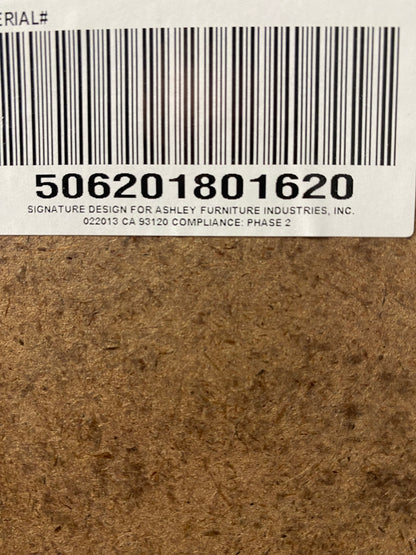 ERIAL#
506201801620
SIGNATURE DESIGN FOR ASHLEY FURNITURE INDUSTRIES, INC.
022013 CA 93120 COMPLIANCE: PHASE 2